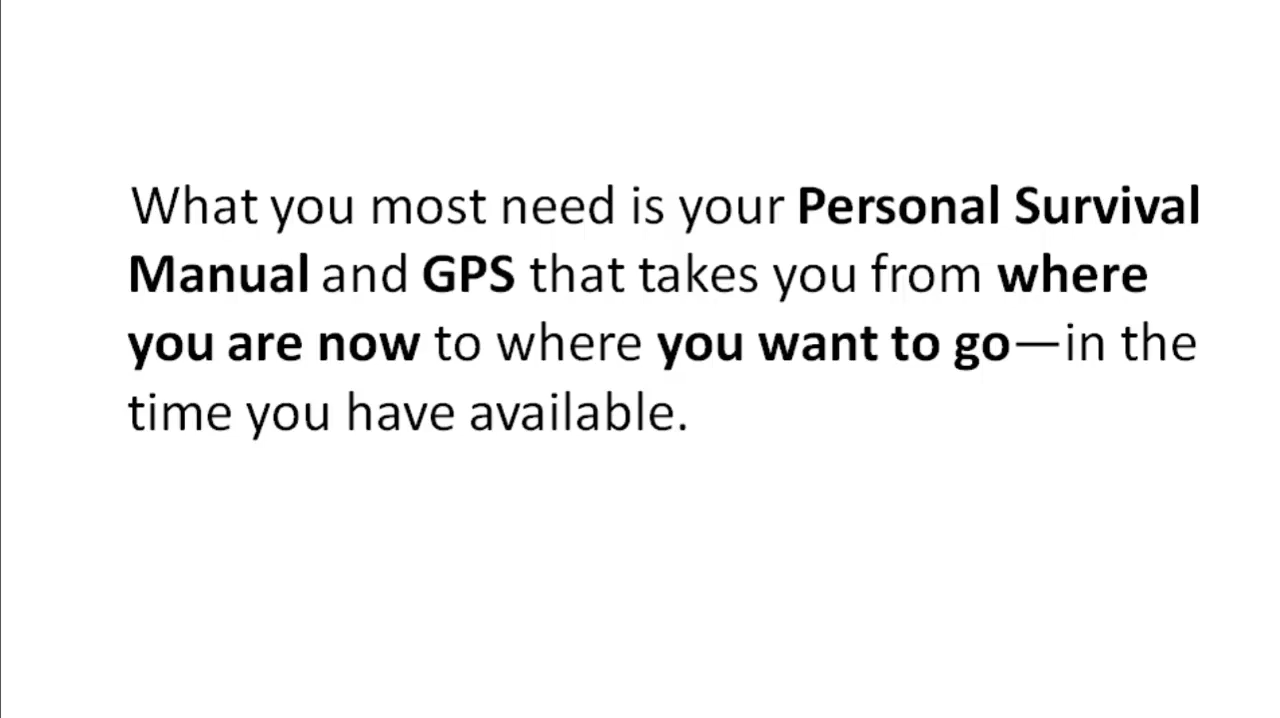 What you most need is your Personal Survival
Manual and GPS that takes you from where
you are now to where you want to go—in the
time you have available.